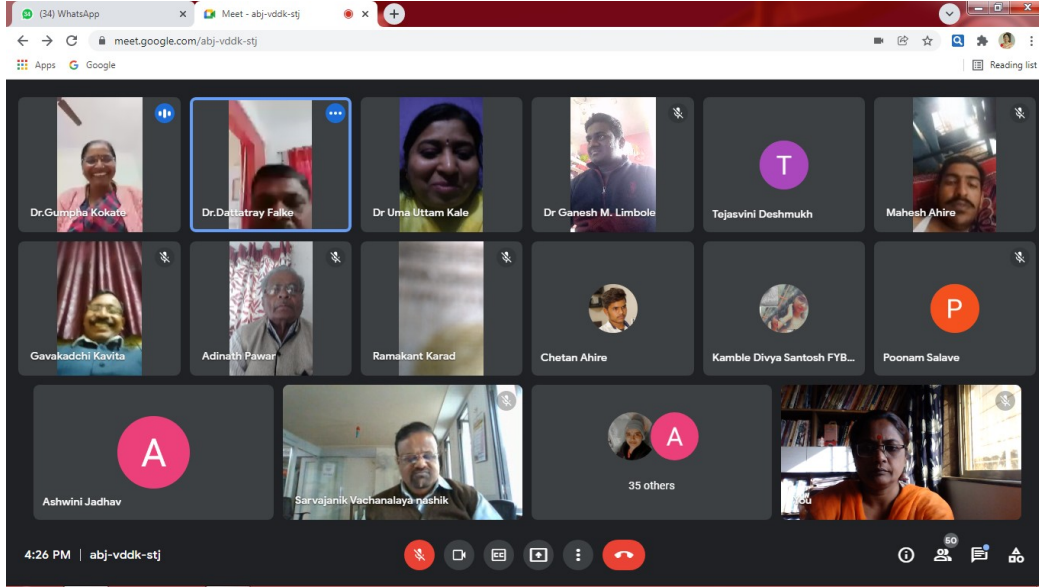 (34) WhatsApp
Meet - abj-vddk-stj
meet.google.com/abj-vddk-stj
Apps
Google
Reading list
Dr.Gumpha Kokate
Dr.Dattatray Falke
Dr Uma Uttam Kale
Dr Ganesh M. Limbole
T
Tejasvini Deshmukh
Mahesh Ahire
Gavakadchi Kavita
Adinath Pawar
Ramakant Karad
Chetan Ahire
Kamble Divya Santosh FYB...
P
Poonam Salave
A
Ashwini Jadhav
Sarvajanik Vachanalaya nashik
A
35 others
You
4:26 PM | abj-vddk-stj
CC
50